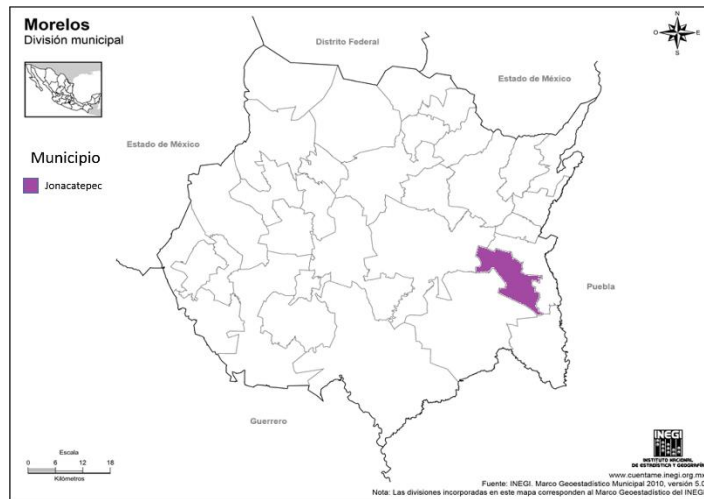 Morelos
División municipal
Distrito Federal
N
O
E
S
Estado de México
Estado de México
Municipio
Jonacatepec
Puebla
Guerrero
Escala
0 6 12 18
Kilómetros
INEGI
INSTITUTO NACIONAL
DE ESTADÍSTICA Y GEOGRAFÍA
www.cuentame.inegi.org.mx
Fuente: INEGI. Marco Geoestadístico Municipal 2010, versión 5.0
Nota: Las divisiones incorporadas en este mapa corresponden al Marco Geoestadístico del INEGI